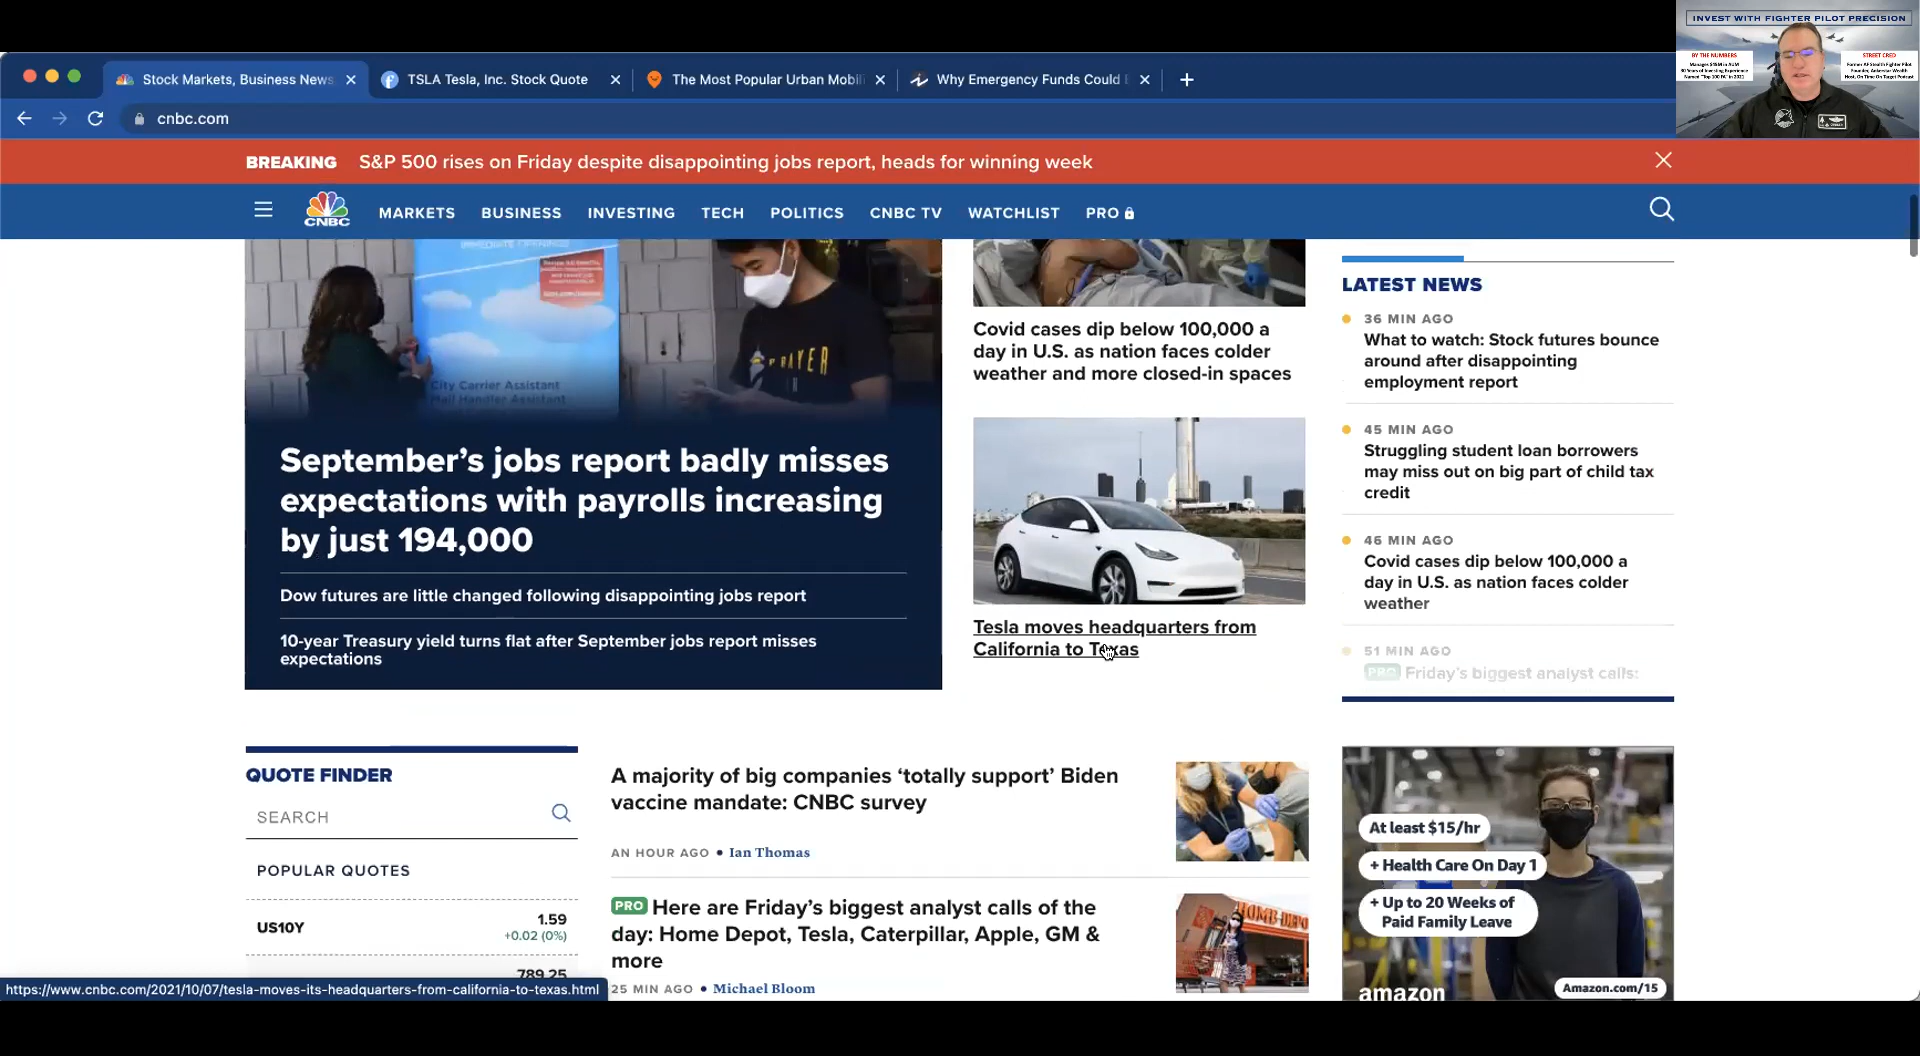 INVEST WITH FIGHTER PILOT PRECISION
BY THE NUMBERS
STREET CRED
Former AF Stealth Fighter Pilot
Stock Markets, Business News
TSLA Tesla, Inc. Stock Quote
The Most Popular Urban Mobil
Why Emergency Funds Could B
cnbc.com
BREAKING S&P 500 rises on Friday despite disappointing jobs report, heads for winning week
CNBC
MARKETS BUSINESS INVESTING TECH POLITICS CNBC TV WATCHLIST PRO
PRAYER
City Carrier Assistant
Mail Handler Assistant
September’s jobs report badly misses
expectations with payrolls increasing
by just 194,000
Dow futures are little changed following disappointing jobs report
10-year Treasury yield turns flat after September jobs report misses
expectations
Covid cases dip below 100,000 a
day in U.S. as nation faces colder
weather and more closed-in spaces
Tesla moves headquarters from
California to Texas
LATEST NEWS
36 MIN AGO
What to watch: Stock futures bounce
around after disappointing
employment report
45 MIN AGO
Struggling student loan borrowers
may miss out on big part of child tax
credit
46 MIN AGO
Covid cases dip below 100,000 a
day in U.S. as nation faces colder
weather
51 MIN AGO
PRO Friday’s biggest analyst calls:
QUOTE FINDER
SEARCH
POPULAR QUOTES
US10Y
1.59
+0.02 (0%)
789.25
A majority of big companies ‘totally support’ Biden
vaccine mandate: CNBC survey
AN HOUR AGO • Ian Thomas
PRO Here are Friday’s biggest analyst calls of the
day: Home Depot, Tesla, Caterpillar, Apple, GM &
more
25 MIN AGO • Michael Bloom
HOME DEPOT
At least $15/hr
+ Health Care On Day 1
+ Up to 20 Weeks of
Paid Family Leave
amazon
Amazon.com/15
https://www.cnbc.com/2021/10/07/tesla-moves-its-headquarters-from-california-to-texas.html